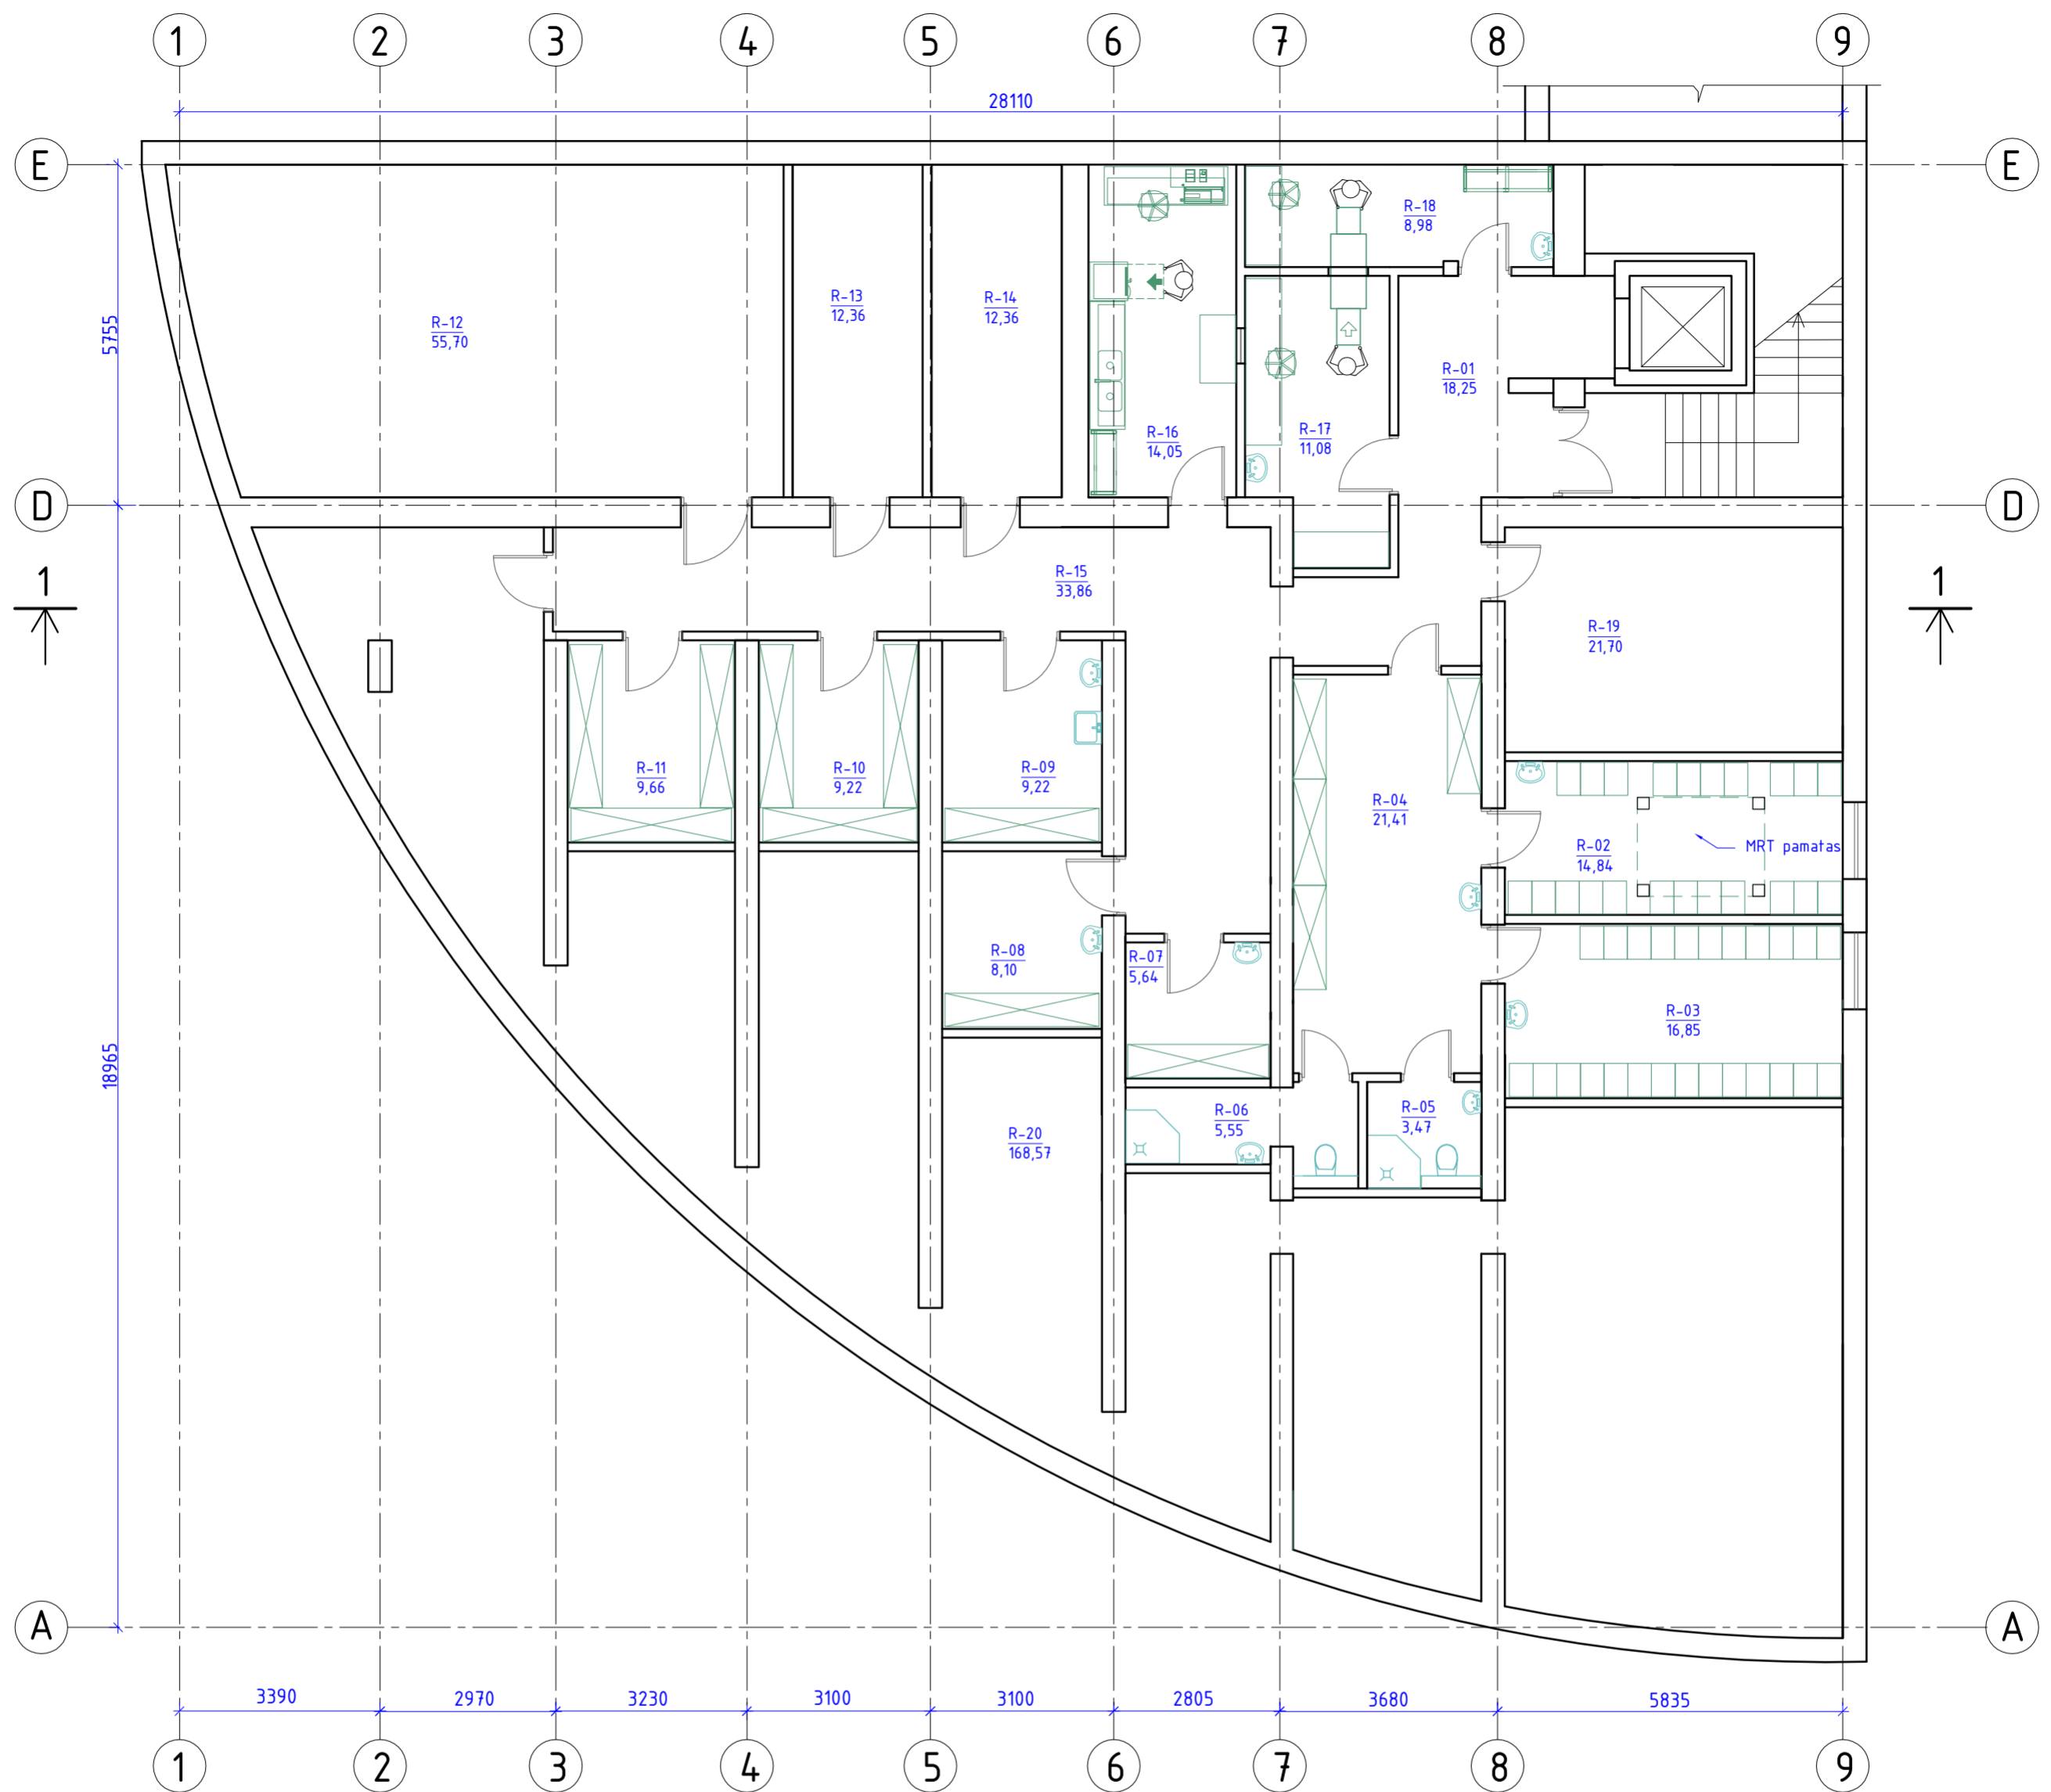 1 2 3 4 5 6 7 8 9
28110
E E
R-18
8,98
R-13
12,36
R-14
12,36
R-12
55,70
5755
R-01
18,25
R-16
14,05
R-17
11,08
D D
1 1
R-15
33,86
R-19
21,70
R-11
9,66
R-10
9,22
R-09
9,22
R-04
21,41
R-02
14,84
MRT pamatas
R-08
8,10
R-07
5,64
R-03
16,85
18965
R-06
5,55
R-05
3,47
R-20
168,57
A A
3390 2970 3230 3100 3100 2805 3680 5835
1 2 3 4 5 6 7 8 9